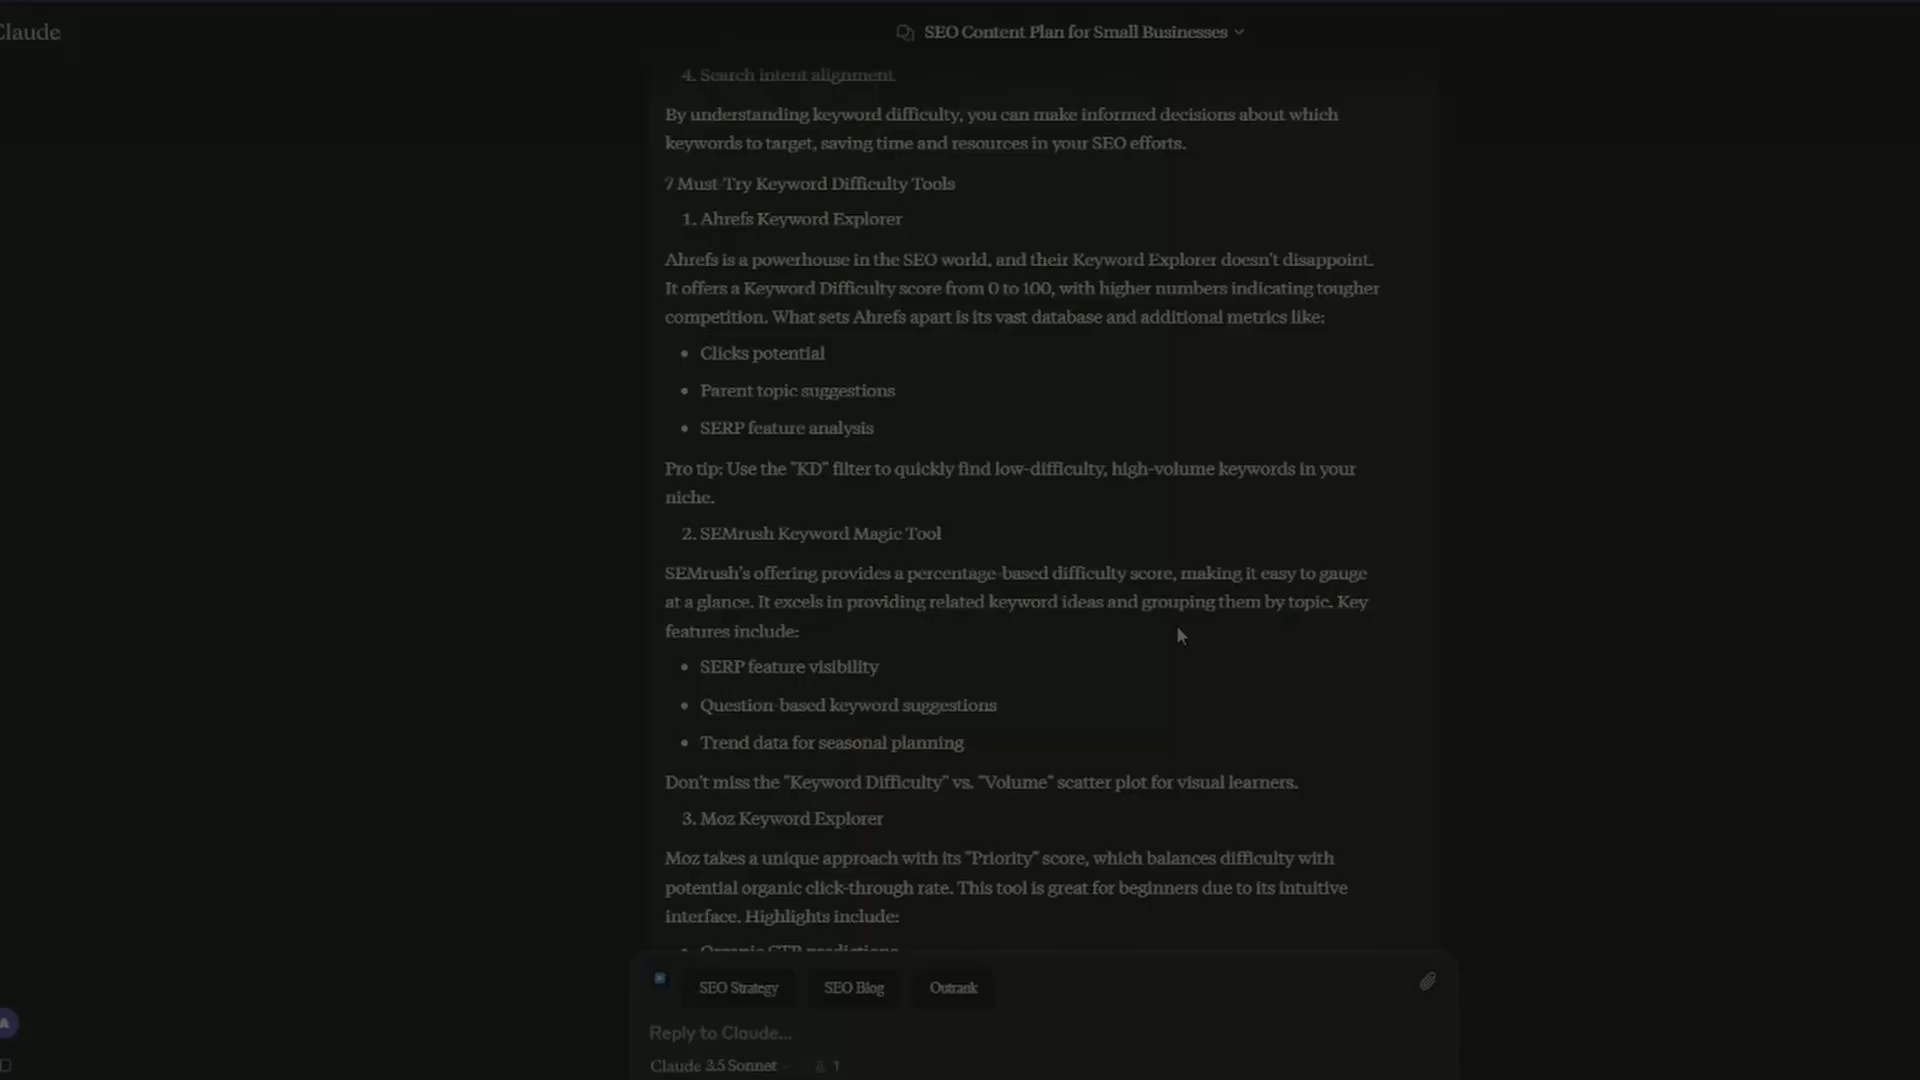 Claude
SEO Content Plan for Small Businesses
4. Search intent alignment
By understanding keyword difficulty, you can make informed decisions about which
keywords to target, saving time and resources in your SEO efforts.
7 Must-Try Keyword Difficulty Tools
1. Ahrefs Keyword Explorer
Ahrefs is a powerhouse in the SEO world, and their Keyword Explorer doesn't disappoint.
It offers a Keyword Difficulty score from 0 to 100, with higher numbers indicating tougher
competition. What sets Ahrefs apart is its vast database and additional metrics like:
• Clicks potential
• Parent topic suggestions
• SERP feature analysis
Pro tip: Use the "KD" filter to quickly find low-difficulty, high-volume keywords in your
niche.
2. SEMrush Keyword Magic Tool
SEMrush's offering provides a percentage-based difficulty score, making it easy to gauge
at a glance. It excels in providing related keyword ideas and grouping them by topic. Key
features include:
• SERP feature visibility
• Question-based keyword suggestions
• Trend data for seasonal planning
Don't miss the "Keyword Difficulty" vs. "Volume" scatter plot for visual learners.
3. Moz Keyword Explorer
Moz takes a unique approach with its "Priority" score, which balances difficulty with
potential organic click-through rate. This tool is great for beginners due to its intuitive
interface. Highlights include:
• Organic CTR predictions
SEO Strategy SEO Blog Outrank
Reply to Claude...
A
Claude 3.5 Sonnet 1